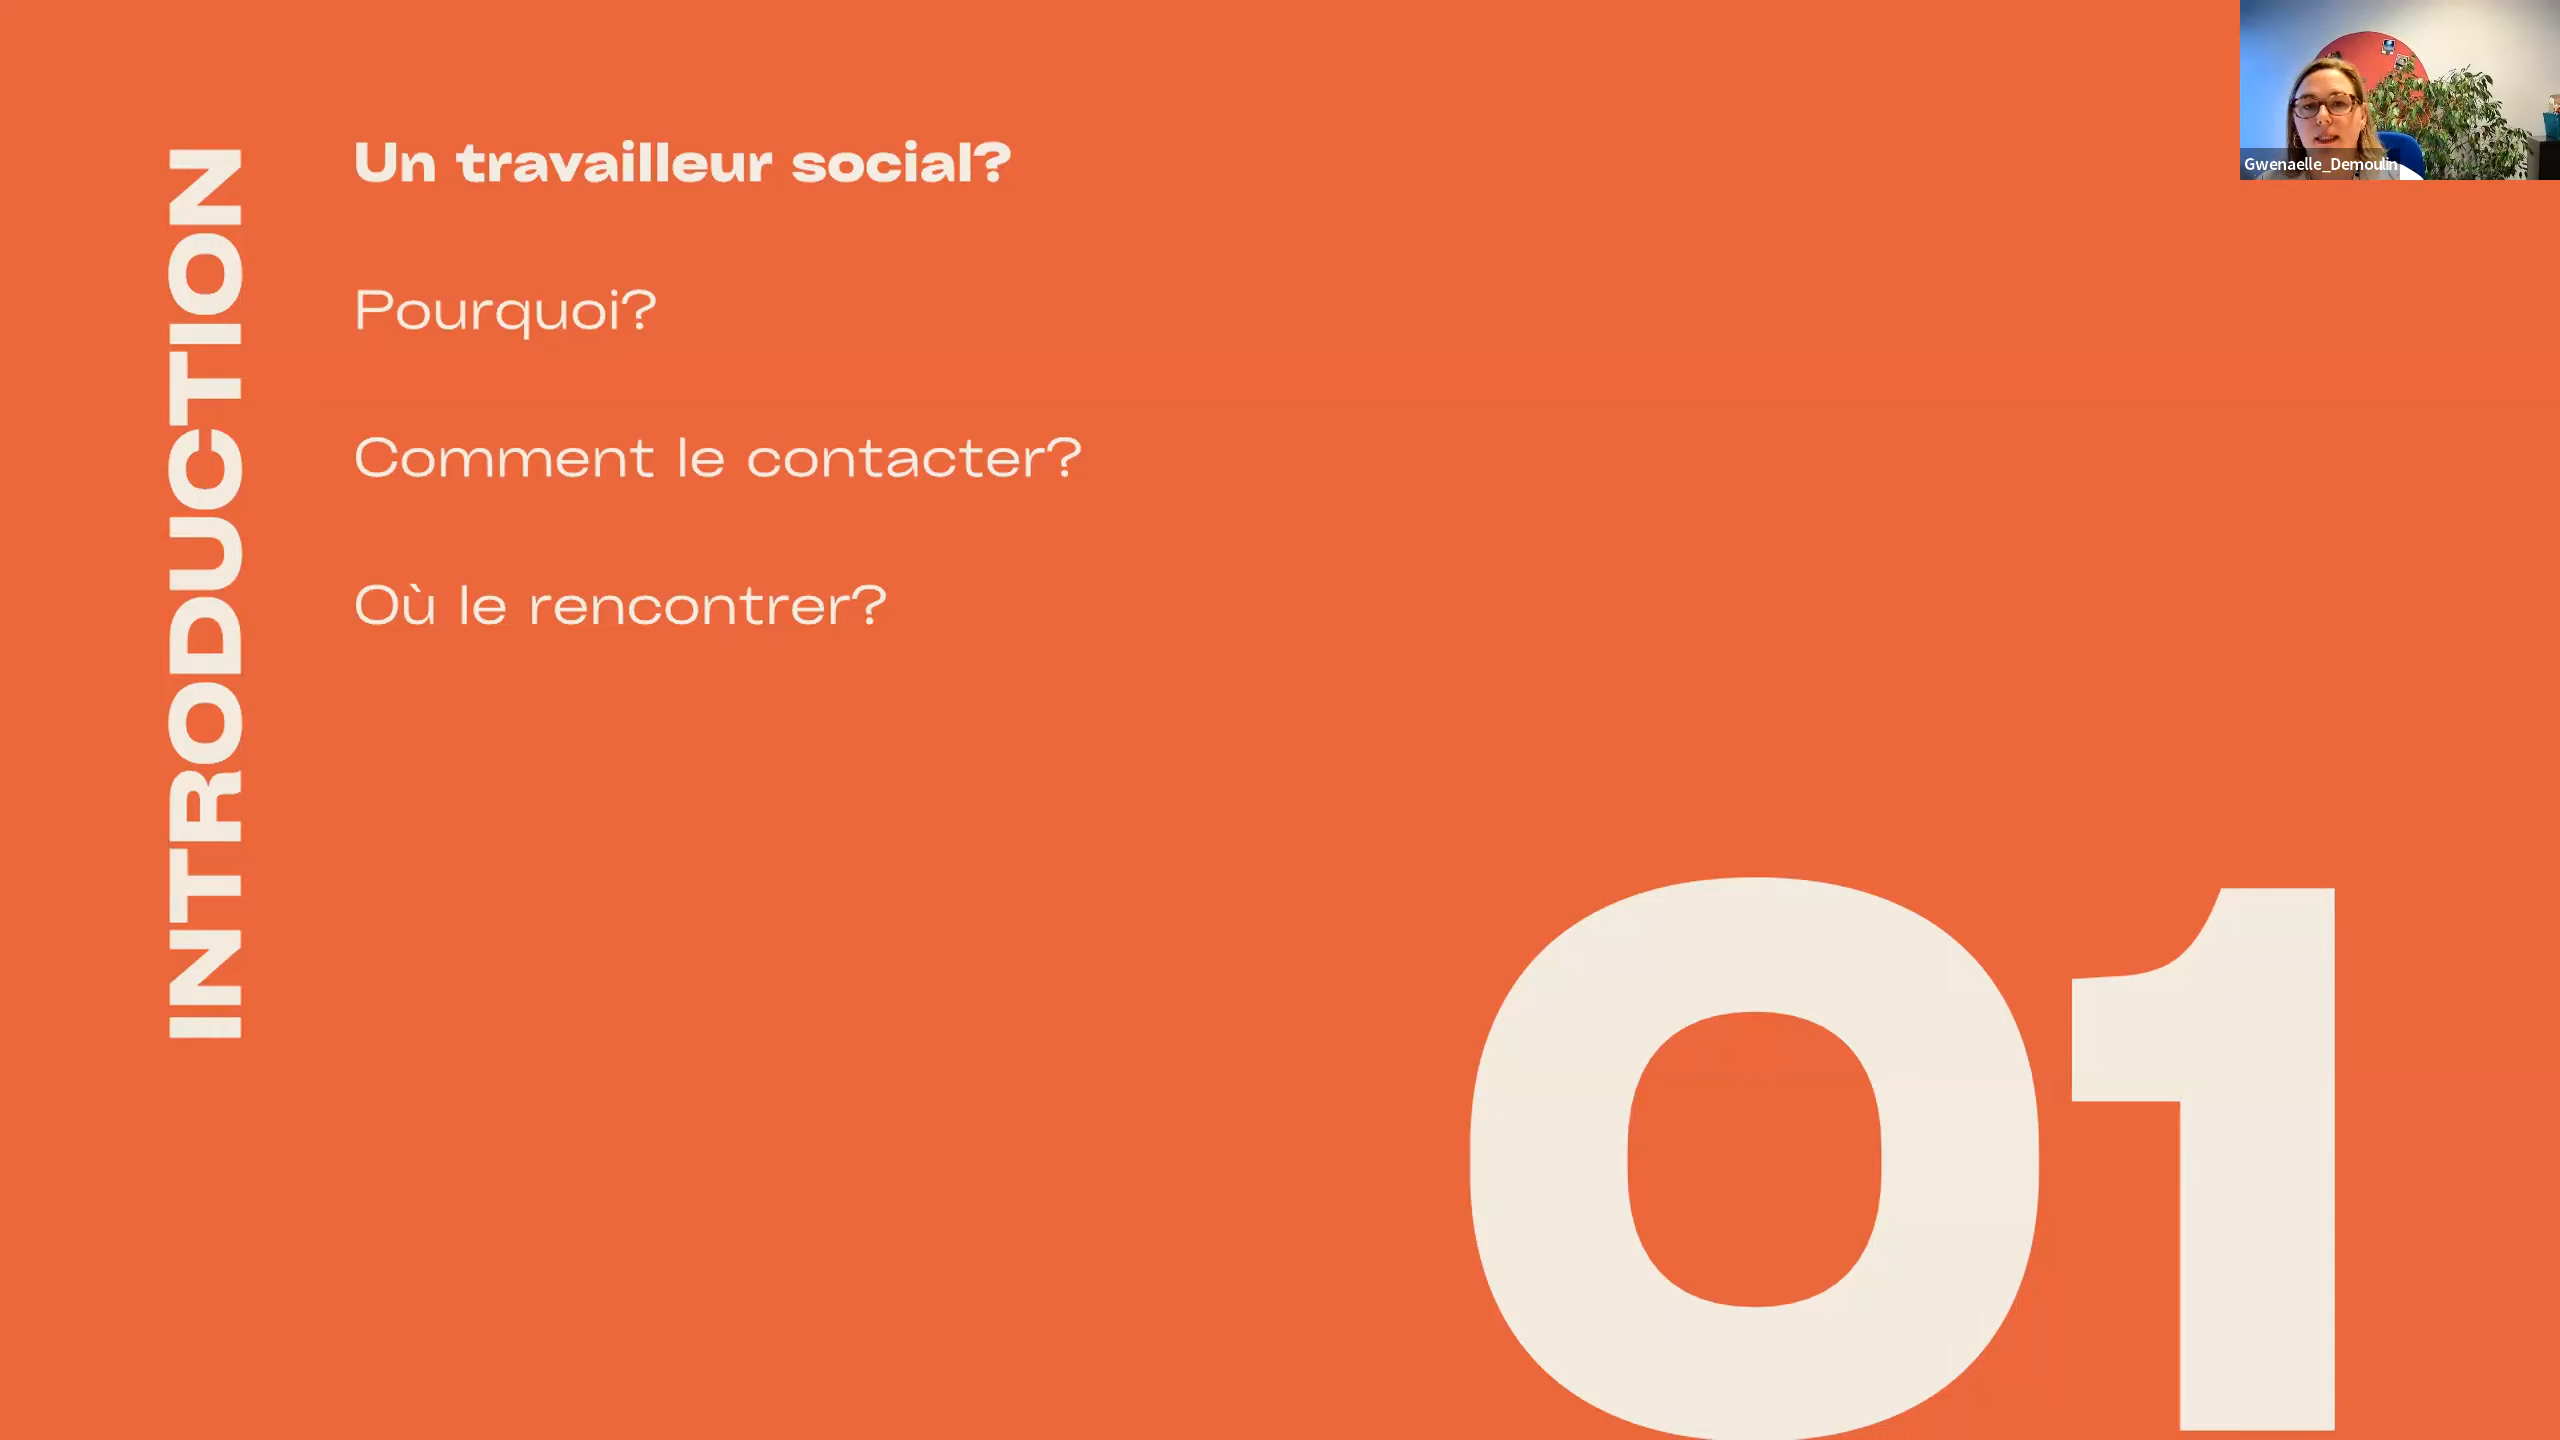 INTRODUCTION
Un travailleur social?
Pourquoi?
Comment le contacter?
Où le rencontrer?
01
Gwenaelle_Demoulin